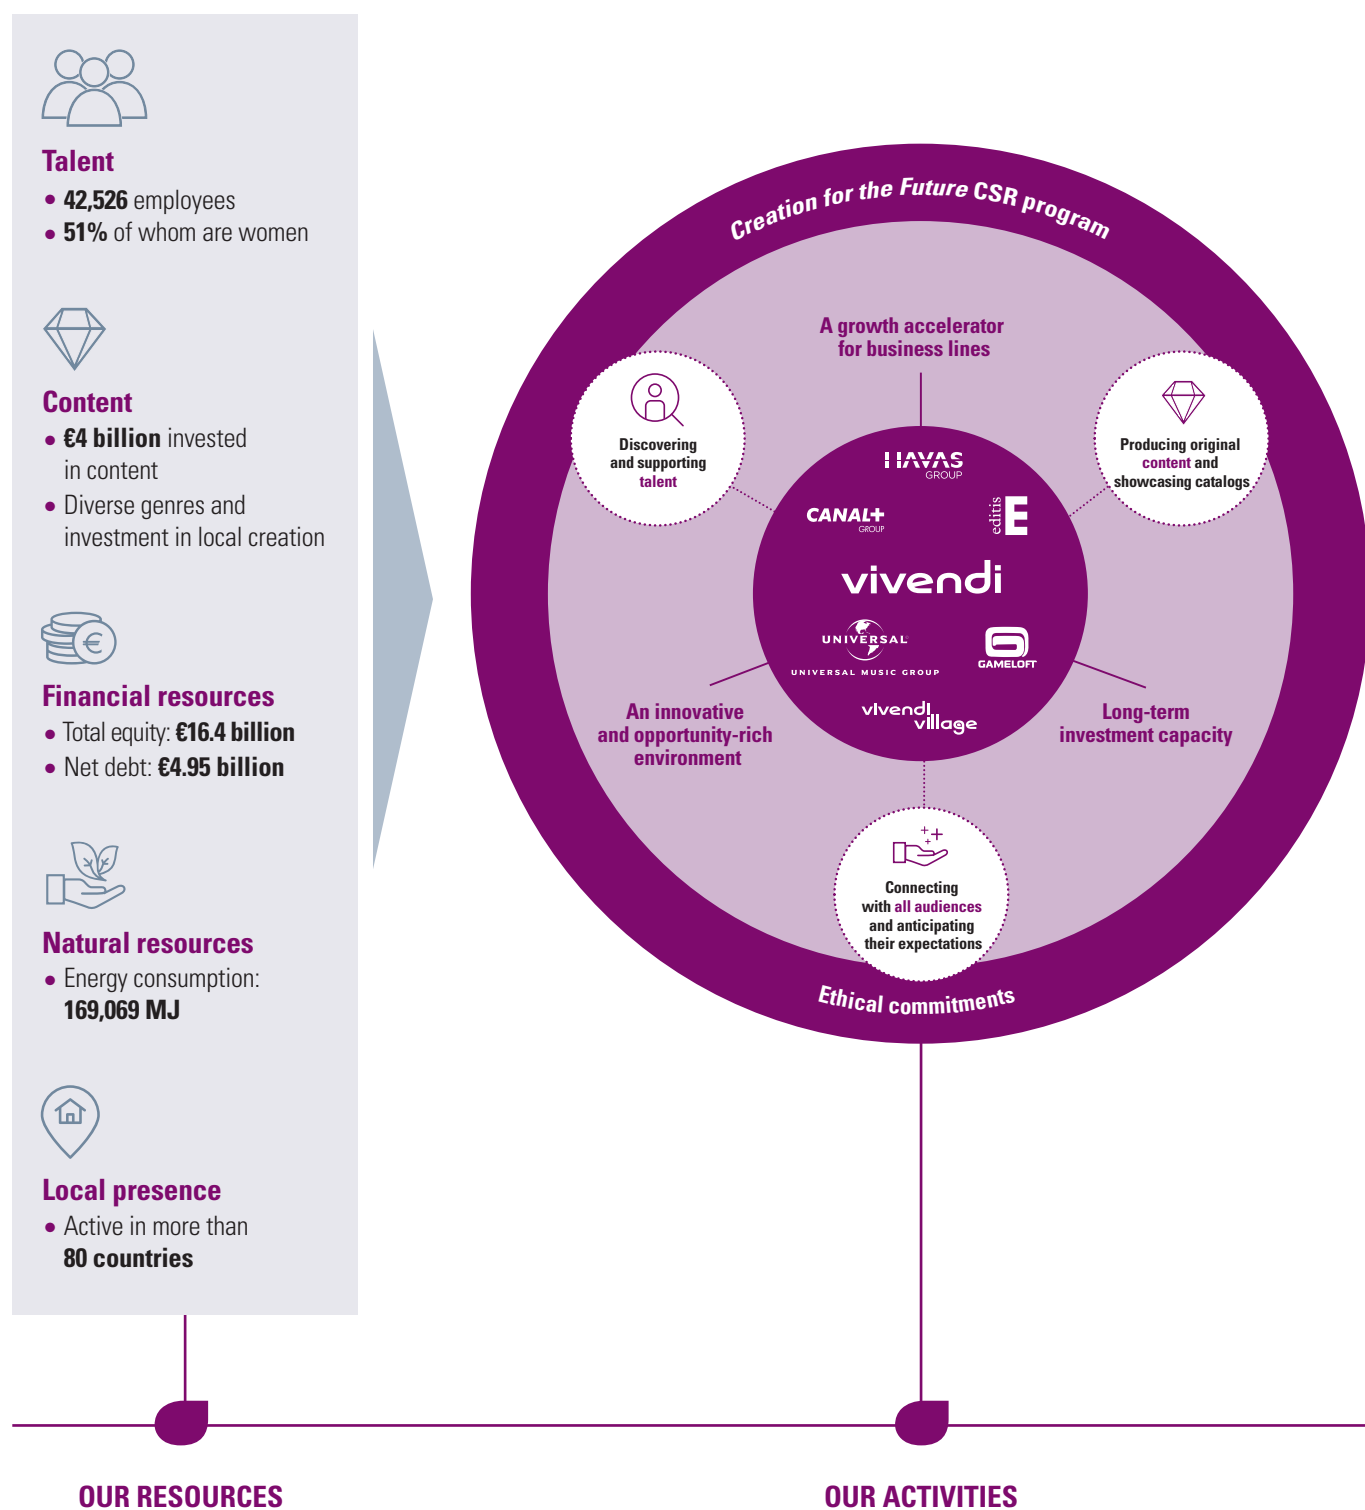 Talent
• 42,526 employees
• 51% of whom are women
Content
• €4 billion invested
in content
• Diverse genres and
investment in local creation
€
Financial resources
• Total equity: €16.4 billion
• Net debt: €4.95 billion
Natural resources
• Energy consumption:
169,069 MJ
Local presence
• Active in more than
80 countries
OUR RESOURCES
Creation for the Future CSR program
A growth accelerator
for business lines
Discovering
and supporting
talent
Producing original
content and
showcasing catalogs
HAVAS
GROUP
CANAL+
GROUP
editis
E
vivendi
UNIVERSAL
UNIVERSAL MUSIC GROUP
GAMELOFT
vivendi
village
An innovative
and opportunity-rich
environment
Long-term
investment capacity
Connecting
with all audiences
and anticipating
their expectations
Ethical commitments
OUR ACTIVITIES